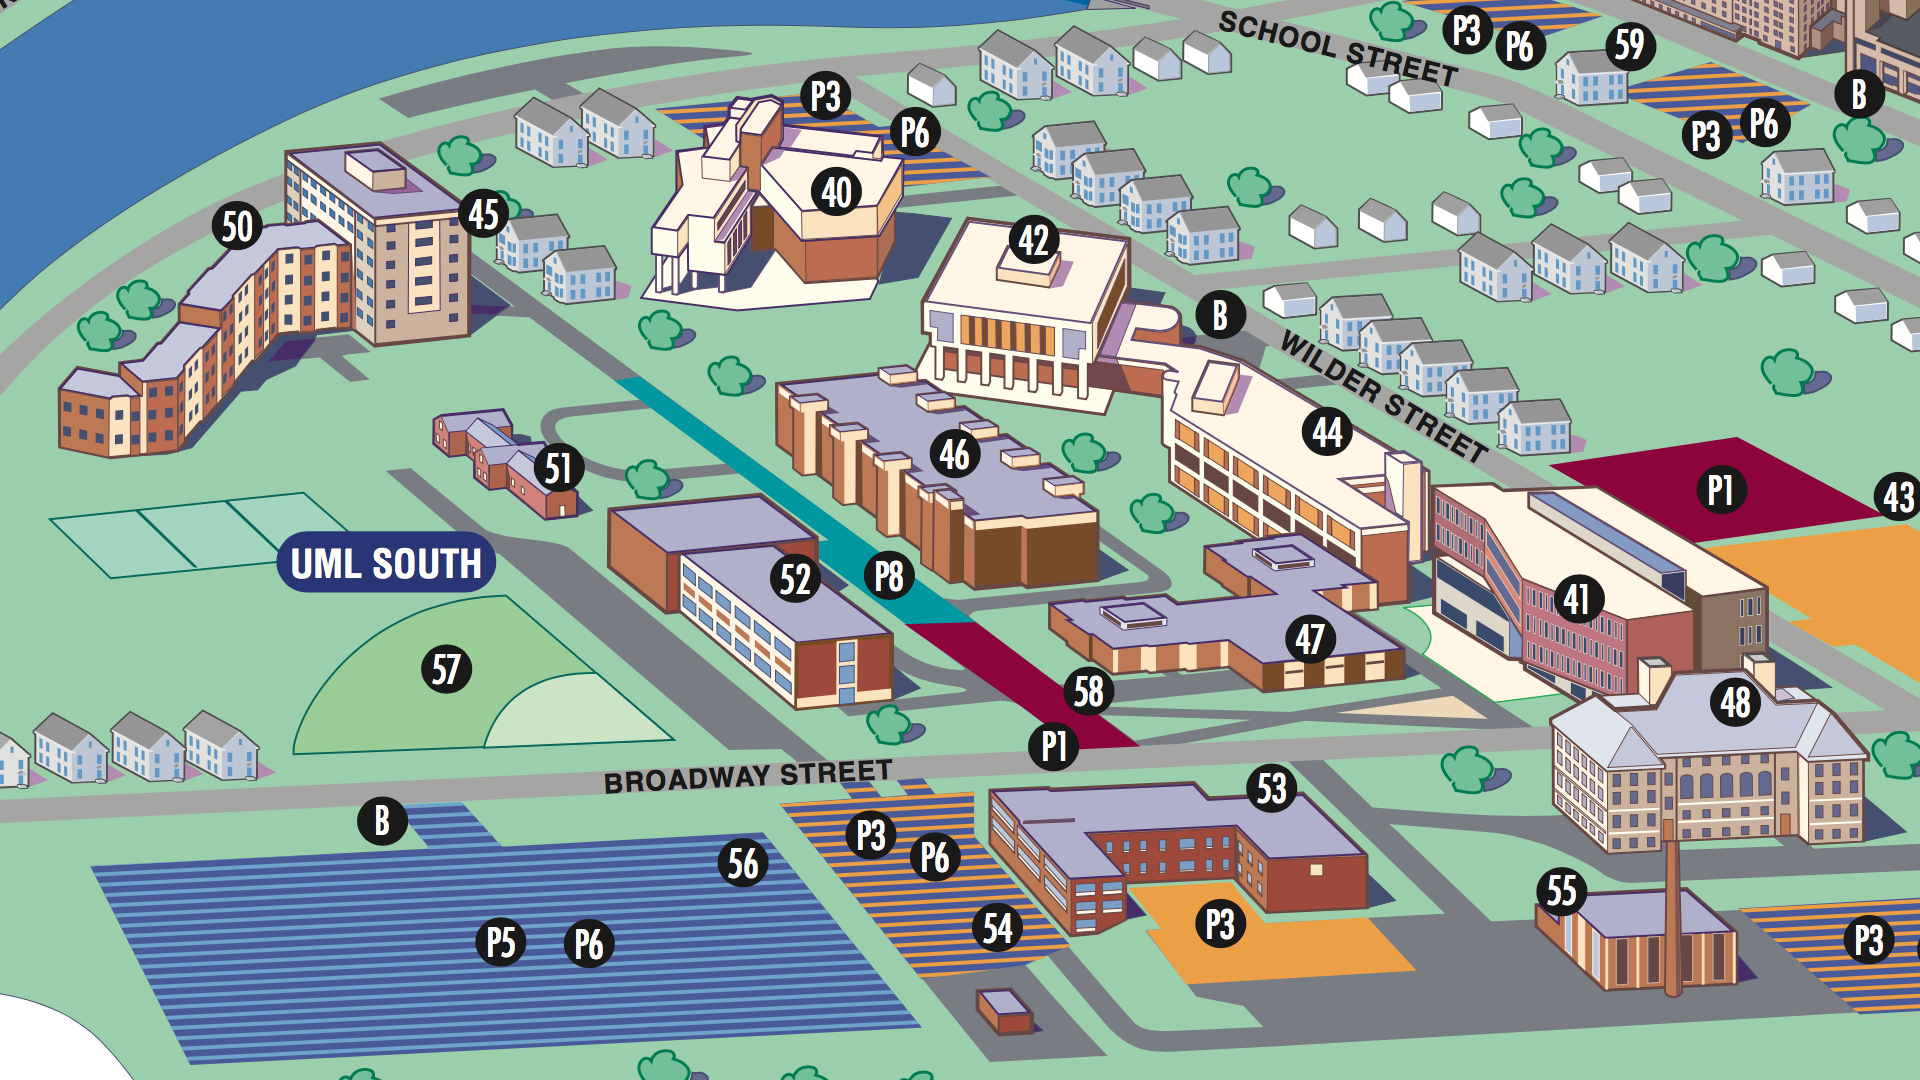 SCHOOL STREET
P3
P6
59
P3
P6
B
P3
P6
40
50
45
42
B
WILDER STREET
44
46
51
P1
43
UML SOUTH
52
P8
41
47
57
58
48
P1
BROADWAY STREET
53
B
56
P3
P6
54
P3
55
P5
P6
P3